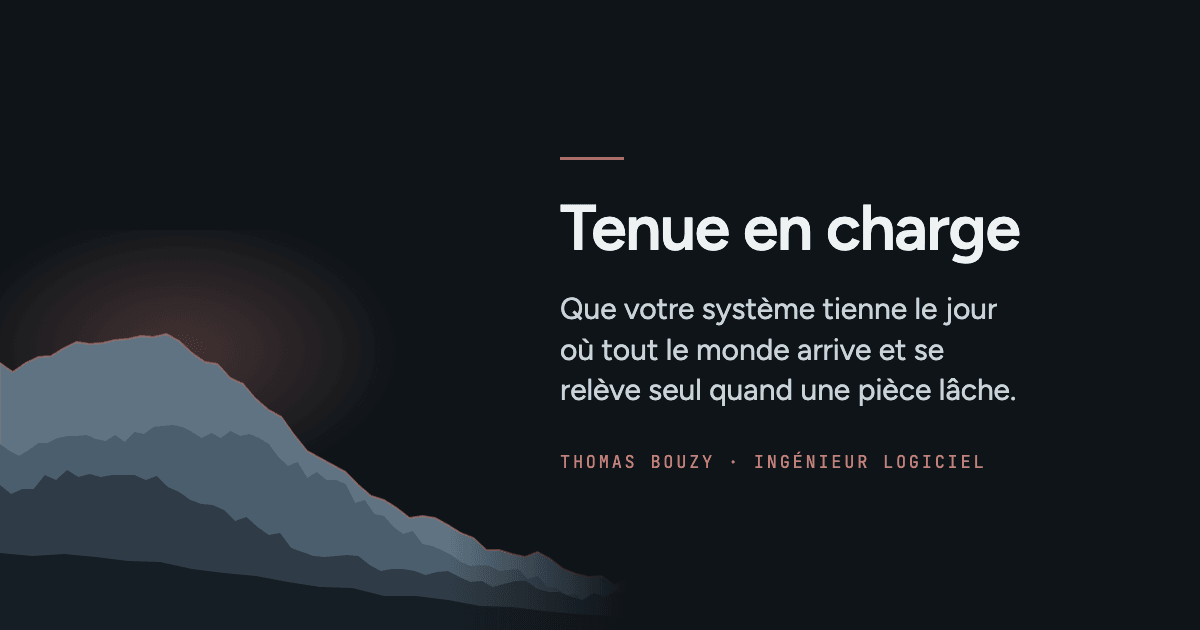 Tenue en charge
Que votre système tienne le jour
où tout le monde arrive et se
relève seul quand une pièce lâche.
THOMAS BOUZY · INGÉNIEUR LOGICIEL